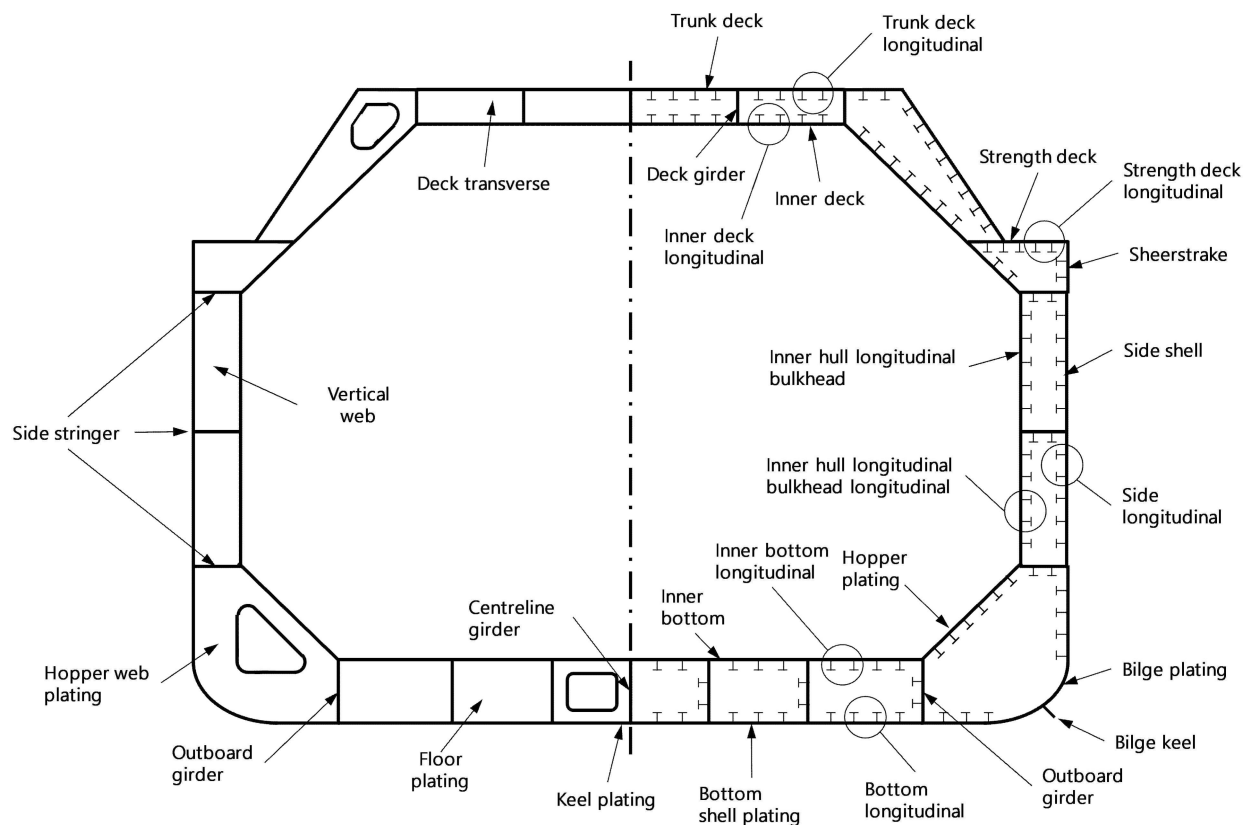 Trunk deck
Trunk deck
longitudinal
Deck transverse
Deck girder
Inner deck
Inner deck
longitudinal
Strength deck
Strength deck
longitudinal
Sheerstrake
Inner hull longitudinal
bulkhead
Side shell
Vertical
web
Side stringer
Inner hull longitudinal
bulkhead longitudinal
Side
longitudinal
Inner bottom
longitudinal
Hopper
plating
Centreline
girder
Inner
bottom
Hopper web
plating
Bilge plating
Bilge keel
Outboard
girder
Floor
plating
Keel plating
Bottom
shell plating
Bottom
longitudinal
Outboard
girder